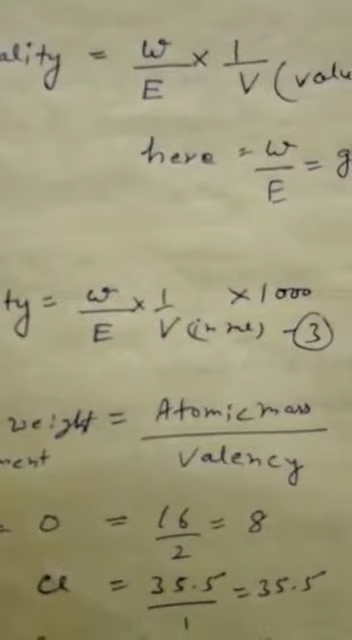 ality = w/E × 1/V (valu
here = w/E = g
ty = w/E × 1/V (in ml) × 1000 - ③
weight = Atomic mass / Valency
ment
= O = 16/2 = 8
Cl = 35.5/1 = 35.5